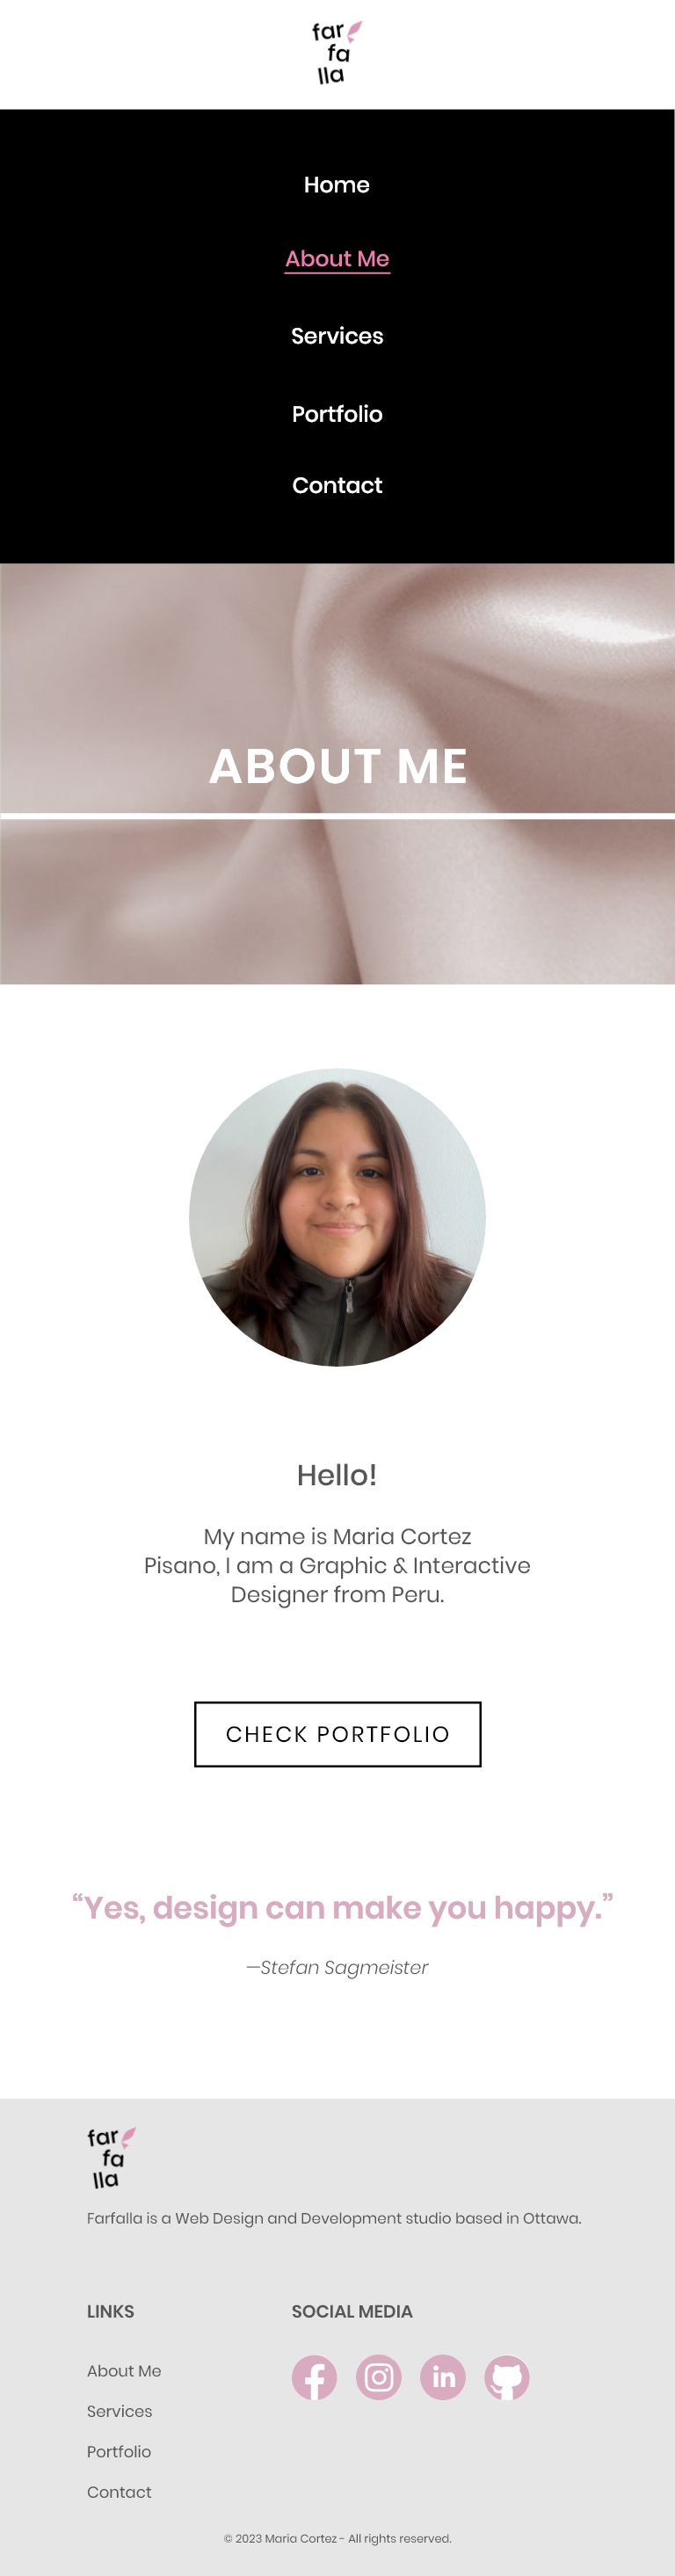 far
fa
lla
Home
About Me
Services
Portfolio
Contact
ABOUT ME
Hello!
My name is Maria Cortez
Pisano, I am a Graphic & Interactive
Designer from Peru.
CHECK PORTFOLIO
“Yes, design can make you happy.”
—Stefan Sagmeister
far
fa
lla
Farfalla is a Web Design and Development studio based in Ottawa.
LINKS
SOCIAL MEDIA
in
About Me
Services
Portfolio
Contact
© 2023 Maria Cortez - All rights reserved.